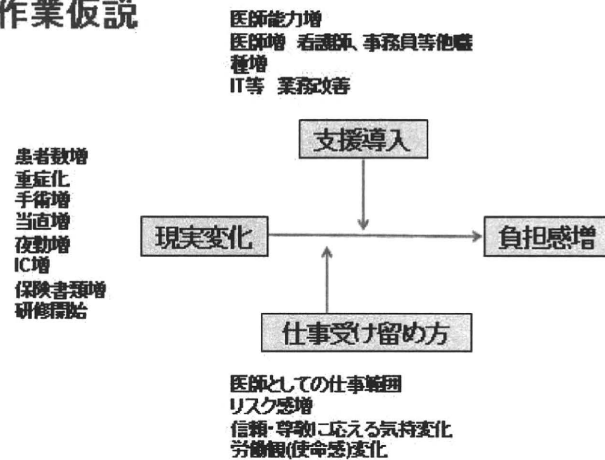 作業仮説
医師能力増
医師増 看護師、事務員等他職
種増
IT等 業務改善
支援導入
患者数増
重症化
手術増
当直増
夜勤増
IC増
保険書類増
研修開始
現実変化
負担感増
仕事受け留め方
医師としての仕事範囲
リスク感増
信頼・尊敬に応える気持変化
労働観(使命感)変化